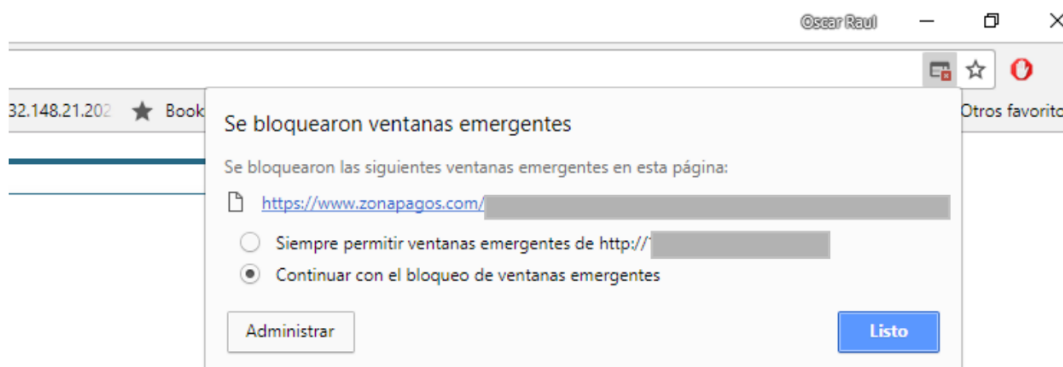 Oscar Raul
32.148.21.202
Book
Otros favorito
Se bloquearon ventanas emergentes
Se bloquearon las siguientes ventanas emergentes en esta página:
https://www.zonapagos.com/
Siempre permitir ventanas emergentes de http://
Continuar con el bloqueo de ventanas emergentes
Administrar
Listo